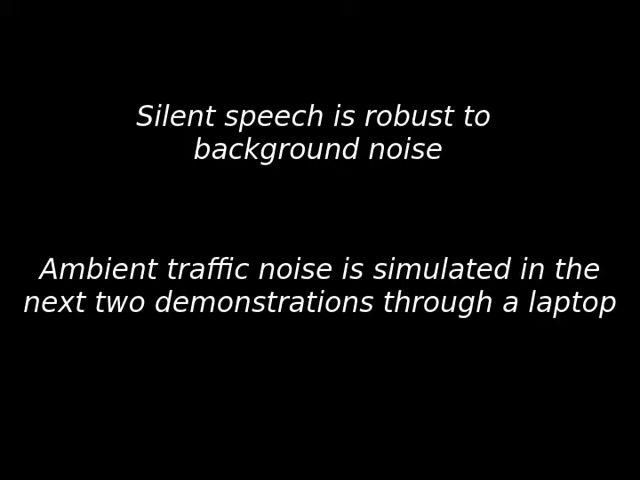 Silent speech is robust to
background noise
Ambient traffic noise is simulated in the
next two demonstrations through a laptop